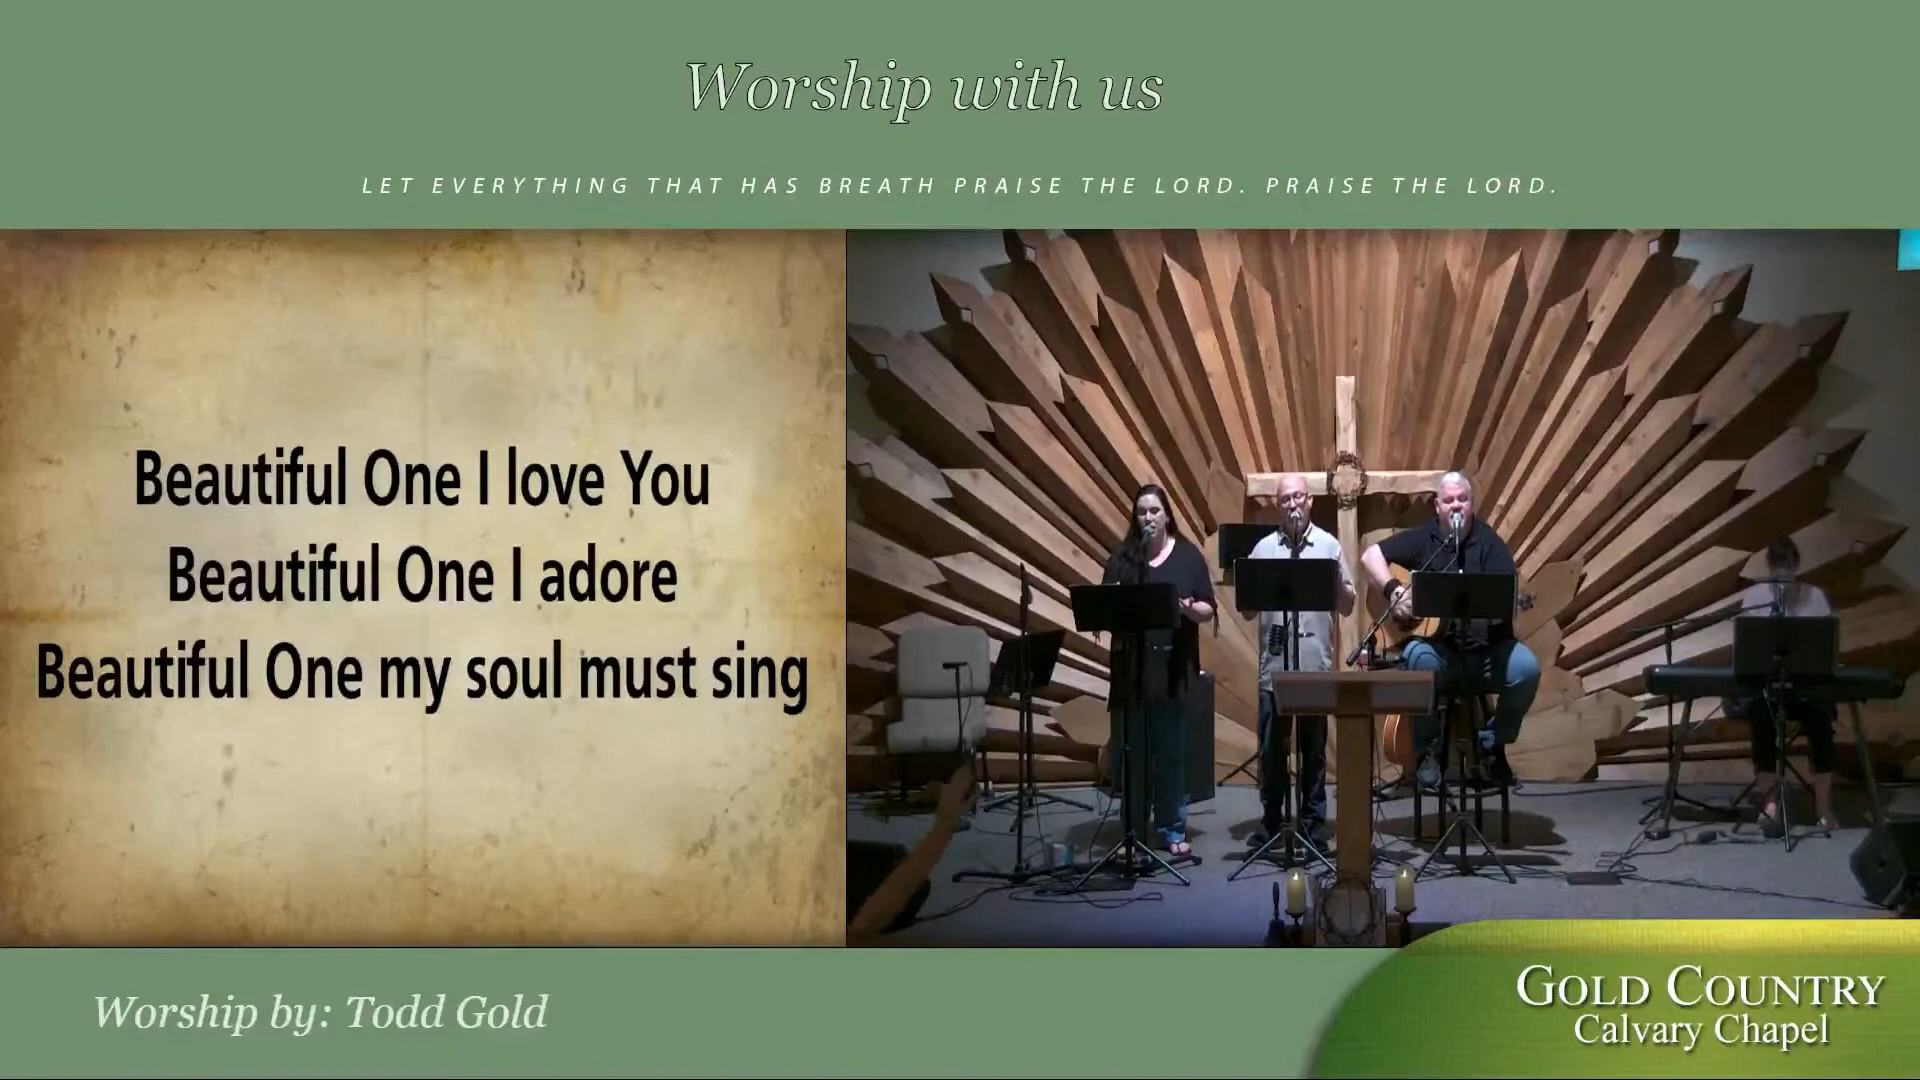 Worship with us
LET EVERYTHING THAT HAS BREATH PRAISE THE LORD. PRAISE THE LORD.
Beautiful One I love You
Beautiful One I adore
Beautiful One my soul must sing
Worship by: Todd Gold
GOLD COUNTRY
Calvary Chapel